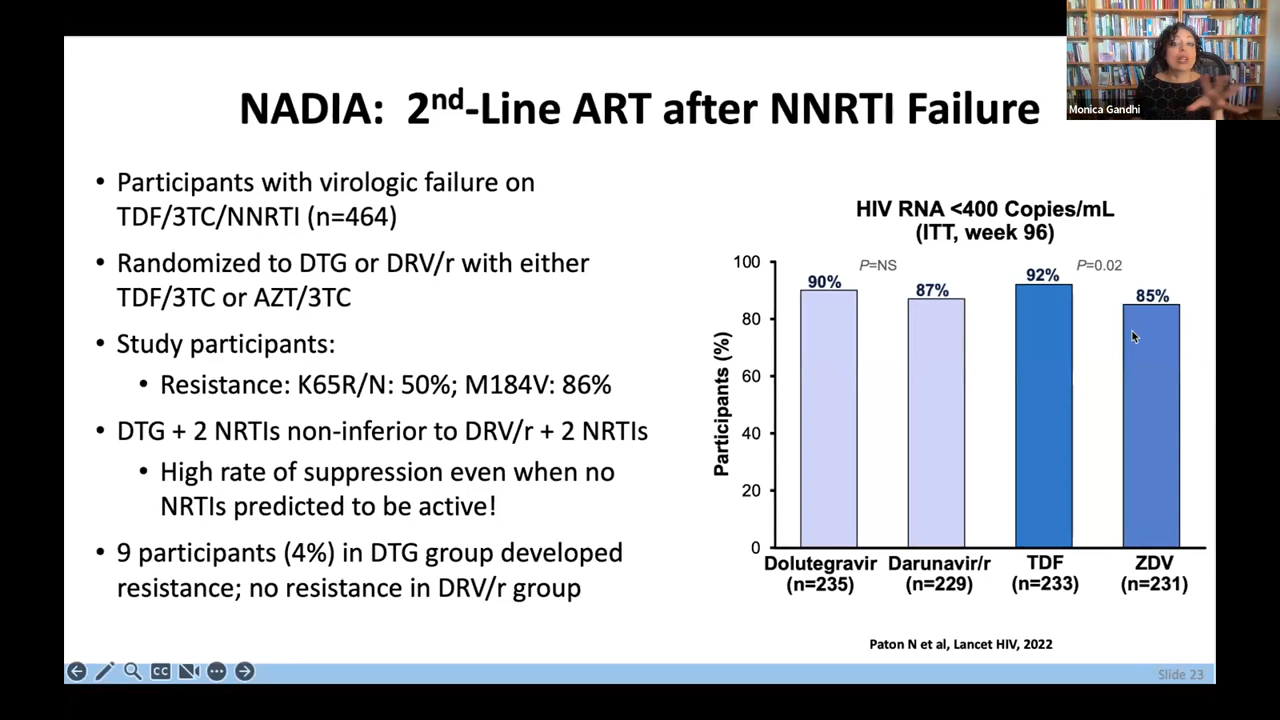 Monica Gandhi
NADIA: 2nd-Line ART after NNRTI Failure
• Participants with virologic failure on
TDF/3TC/NNRTI (n=464)
• Randomized to DTG or DRV/r with either
TDF/3TC or AZT/3TC
• Study participants:
• Resistance: K65R/N: 50%; M184V: 86%
• DTG + 2 NRTIs non-inferior to DRV/r + 2 NRTIs
• High rate of suppression even when no
NRTIs predicted to be active!
• 9 participants (4%) in DTG group developed
resistance; no resistance in DRV/r group
HIV RNA <400 Copies/mL
(ITT, week 96)
Participants (%)
100
80
60
40
20
0
P=NS
P=0.02
90%
87%
92%
85%
Dolutegravir Darunavir/r TDF ZDV
(n=235) (n=229) (n=233) (n=231)
Paton N et al, Lancet HIV, 2022
CC
Slide 23